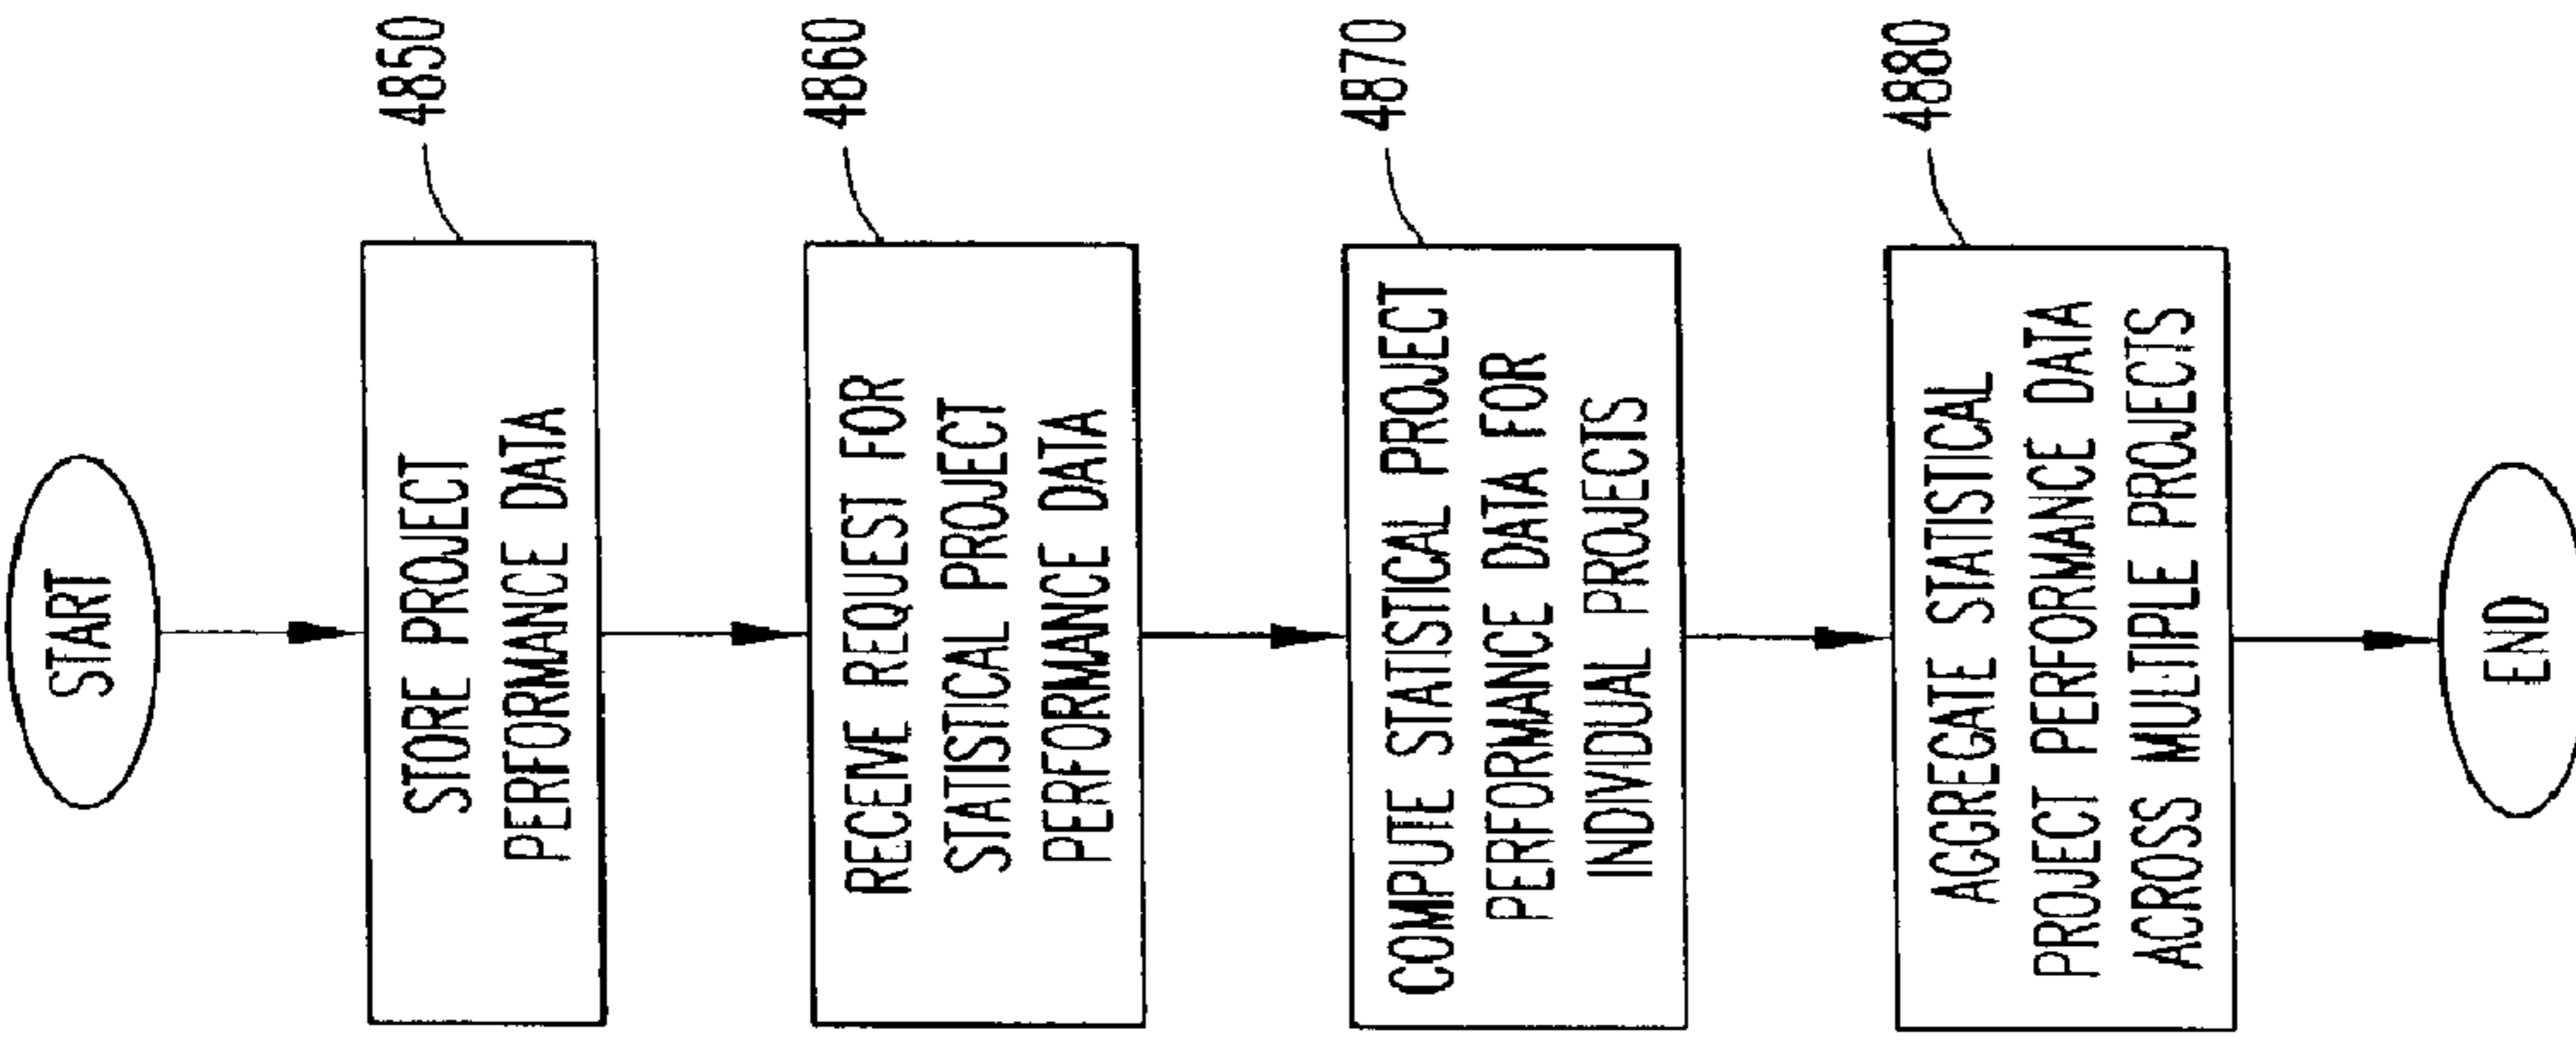 START
STORE PROJECT
PERFORMANCE DATA
4850
RECEIVE REQUEST FOR
STATISTICAL PROJECT
PERFORMANCE DATA
4860
COMPUTE STATISTICAL PROJECT
PERFORMANCE DATA FOR
INDIVIDUAL PROJECTS
4870
AGGREGATE STATISTICAL
PROJECT PERFORMANCE DATA
ACROSS MULTIPLE PROJECTS
4880
END